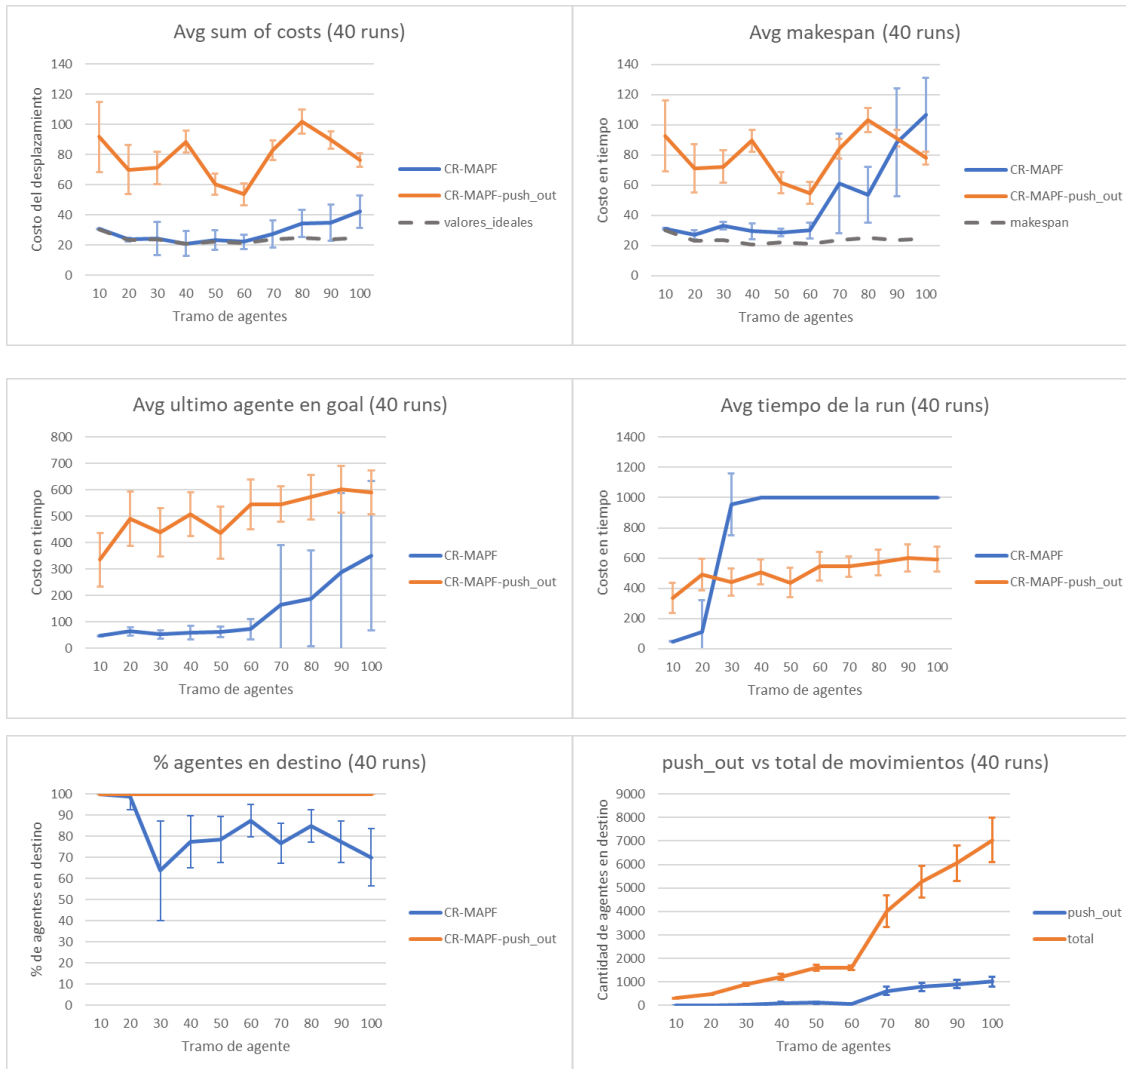 Avg sum of costs (40 runs)
Costo del desplazamiento
140
120
100
80
60
40
20
0
10 20 30 40 50 60 70 80 90 100
Tramo de agentes
CR-MAPF
CR-MAPF-push_out
valores_ideales
Avg makespan (40 runs)
Costo en tiempo
140
120
100
80
60
40
20
0
10 20 30 40 50 60 70 80 90 100
Tramo de agentes
CR-MAPF
CR-MAPF-push_out
makespan
Avg ultimo agente en goal (40 runs)
Costo en tiempo
800
700
600
500
400
300
200
100
0
10 20 30 40 50 60 70 80 90 100
Tramo de agentes
CR-MAPF
CR-MAPF-push_out
Avg tiempo de la run (40 runs)
Costo en tiempo
1400
1200
1000
800
600
400
200
0
10 20 30 40 50 60 70 80 90 100
Tramo de agentes
CR-MAPF
CR-MAPF-push_out
% agentes en destino (40 runs)
% de agentes en destino
100
90
80
70
60
50
40
30
20
10
0
10 20 30 40 50 60 70 80 90 100
Tramo de agente
CR-MAPF
CR-MAPF-push_out
push_out vs total de movimientos (40 runs)
Cantidad de agentes en destino
9000
8000
7000
6000
5000
4000
3000
2000
1000
0
10 20 30 40 50 60 70 80 90 100
Tramo de agentes
push_out
total